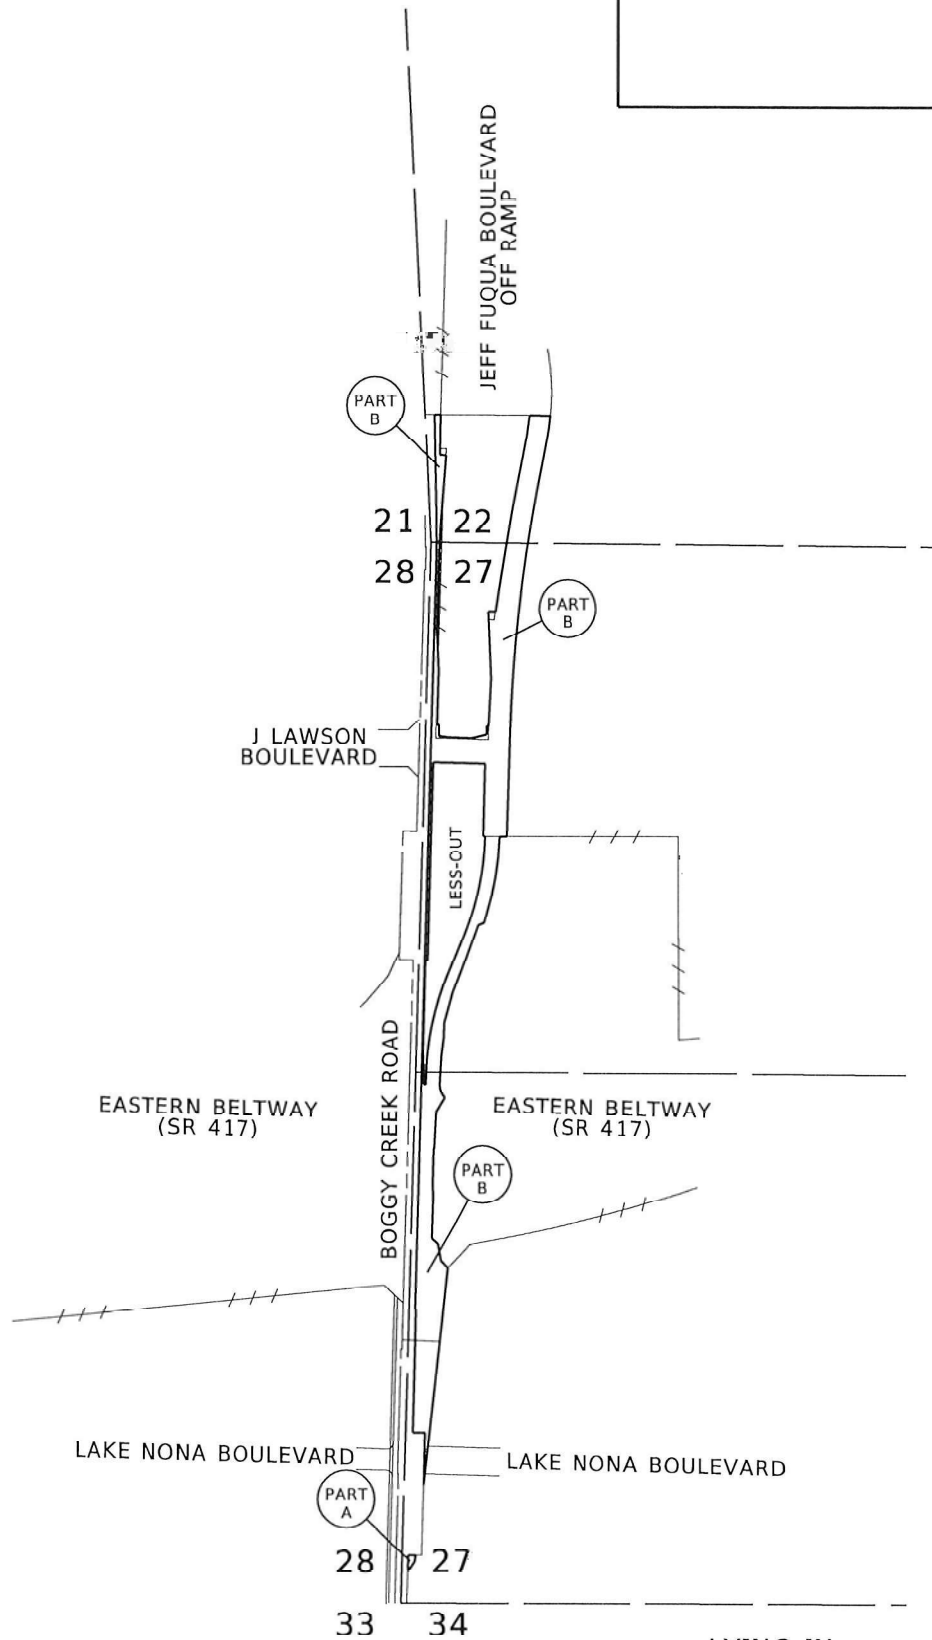 JEFF FUQUA BOULEVARD
OFF RAMP
PART
B
21 22
28 27
PART
B
J LAWSON
BOULEVARD
LESS-OUT
BOGGY CREEK ROAD
EASTERN BELTWAY
(SR 417)
EASTERN BELTWAY
(SR 417)
PART
B
LAKE NONA BOULEVARD
LAKE NONA BOULEVARD
PART
A
28 27
33 34